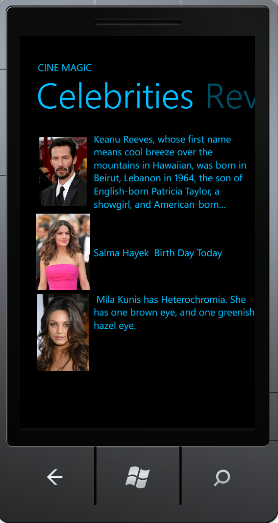 CINE MAGIC
Celebrities Rev
Keanu Reeves, whose first name
means cool breeze over the
mountains in Hawaiian, was born in
Beirut, Lebanon in 1964, the son of
English-born Patricia Taylor, a
showgirl, and American-born...
Salma Hayek Birth Day Today
Mila Kunis has Heterochromia. She
has one brown eye, and one greenish
hazel eye.